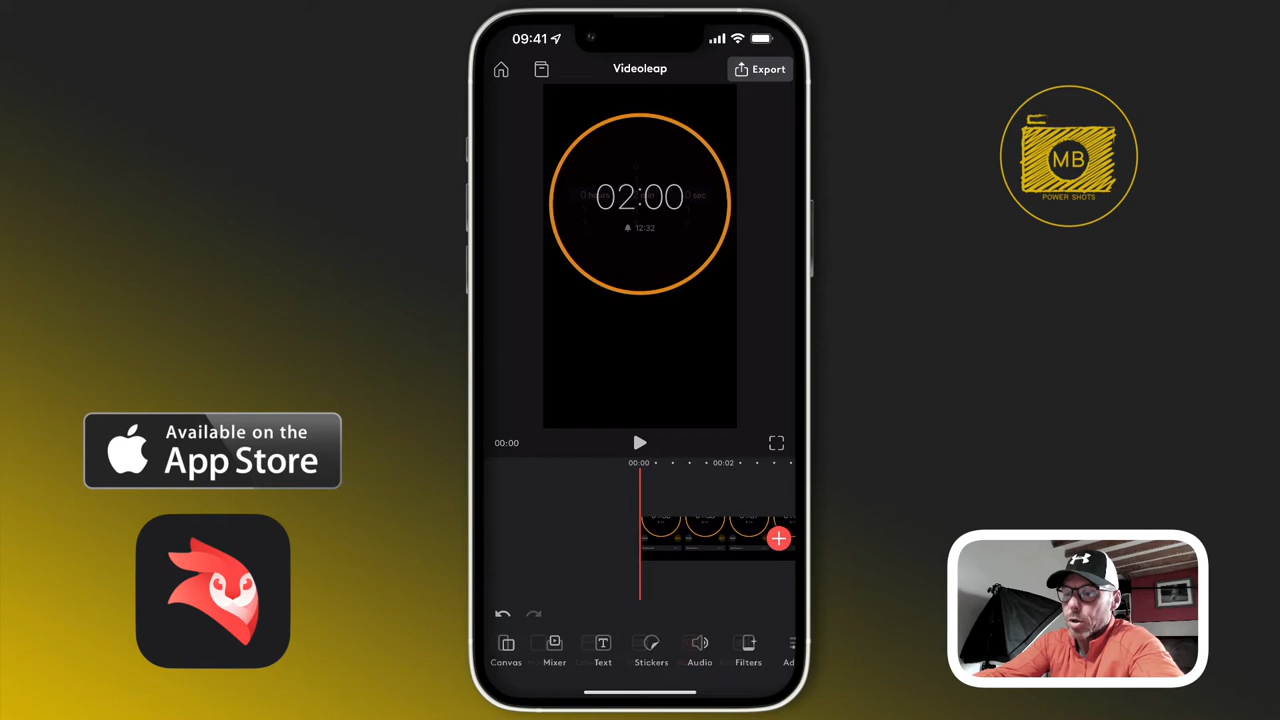 09:41
Videoleap
Export
02:00
12:32
00:00
00:00
00:02
Canvas
Mixer
Text
Stickers
Audio
Filters
Ad
MB
POWER SHOTS
Available on the
App Store